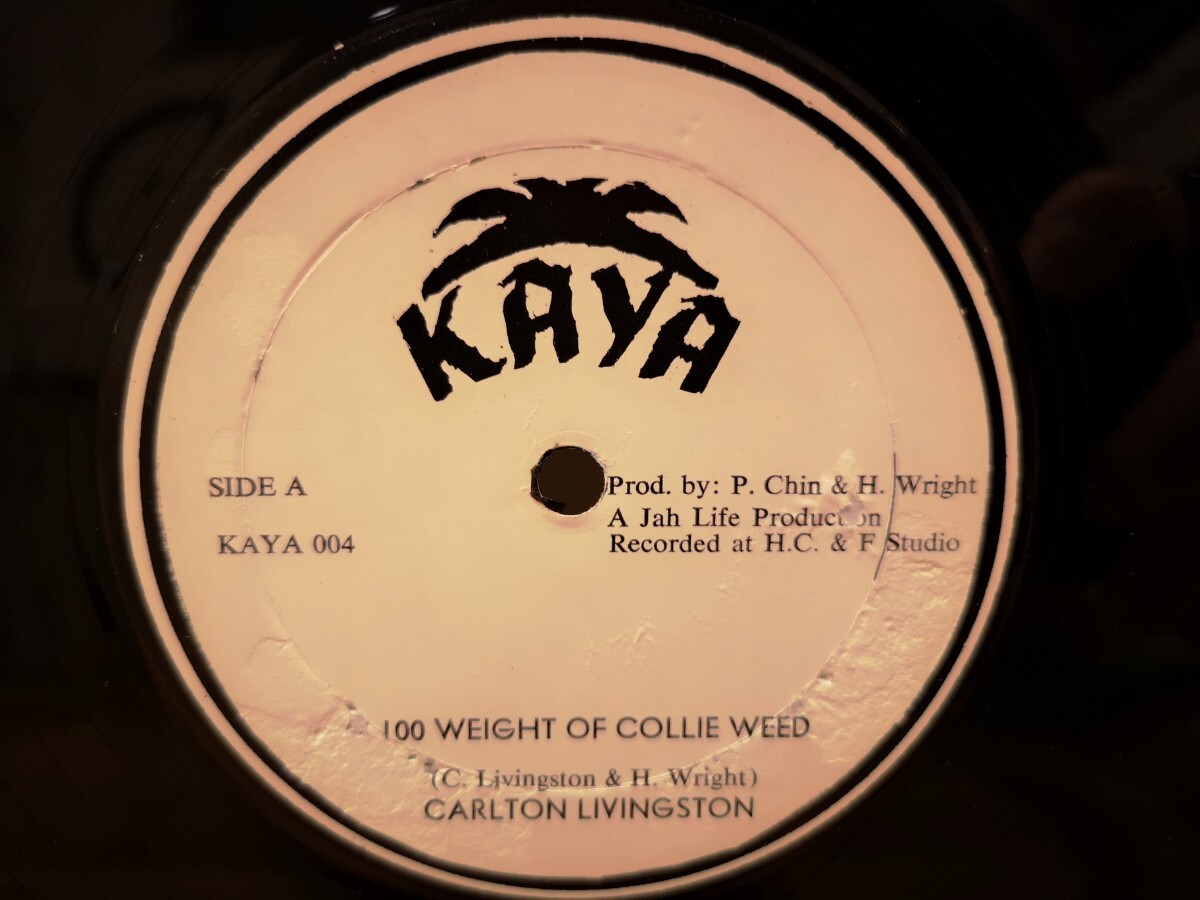 KAYA
SIDE A
KAYA 004
Prod. by: P. Chin & H. Wright
A Jah Life Production
Recorded at H.C. & F Studio
100 WEIGHT OF COLLIE WEED
(C. Livingston & H. Wright)
CARLTON LIVINGSTON